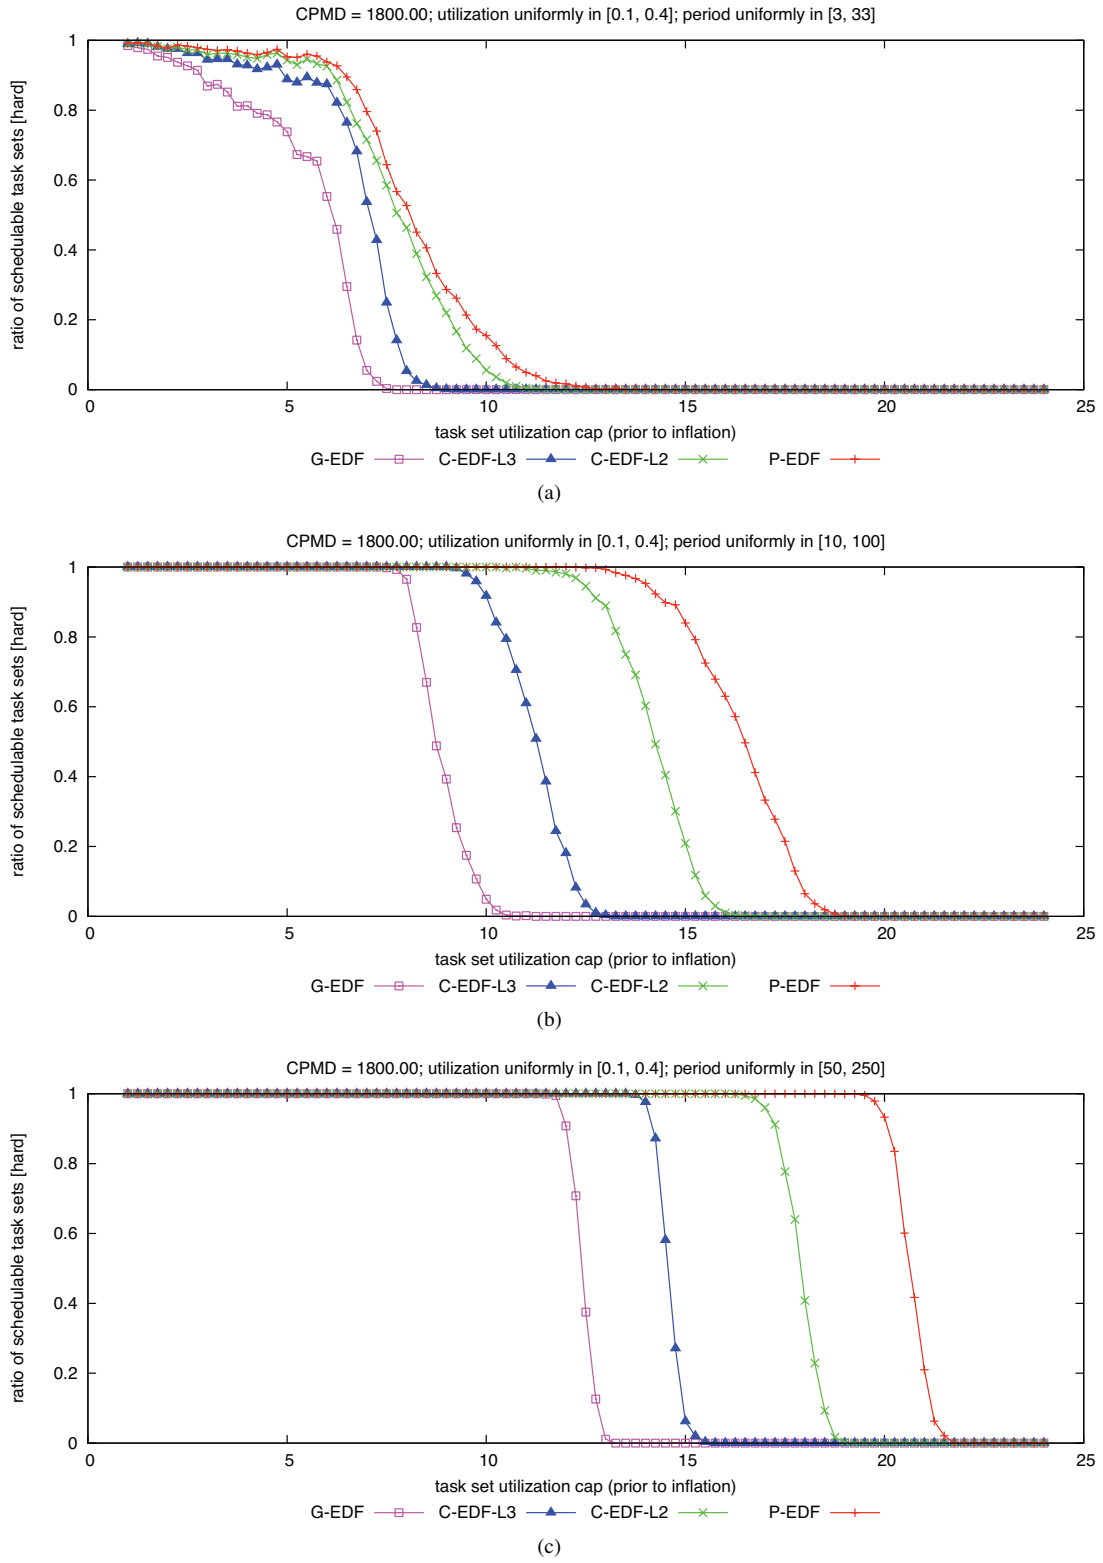 CPMD = 1800.00; utilization uniformly in [0.1, 0.4]; period uniformly in [3, 33]
ratio of schedulable task sets [hard]
1
0.8
0.6
0.4
0.2
0
0 5 10 15 20 25
task set utilization cap (prior to inflation)
G-EDF C-EDF-L3 C-EDF-L2 P-EDF
(a)
CPMD = 1800.00; utilization uniformly in [0.1, 0.4]; period uniformly in [10, 100]
ratio of schedulable task sets [hard]
1
0.8
0.6
0.4
0.2
0
0 5 10 15 20 25
task set utilization cap (prior to inflation)
G-EDF C-EDF-L3 C-EDF-L2 P-EDF
(b)
CPMD = 1800.00; utilization uniformly in [0.1, 0.4]; period uniformly in [50, 250]
ratio of schedulable task sets [hard]
1
0.8
0.6
0.4
0.2
0
0 5 10 15 20 25
task set utilization cap (prior to inflation)
G-EDF C-EDF-L3 C-EDF-L2 P-EDF
(c)